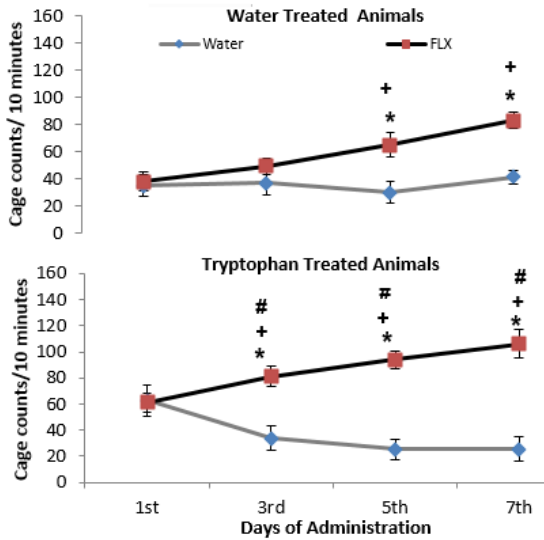 Water Treated Animals
Water FLX
Cage counts/ 10 minutes
160
140
120
100
80
60
40
20
0
+ +
* *
Tryptophan Treated Animals
Cage counts/10 minutes
160
140
120
100
80
60
40
20
0
# # #
+ + +
* * *
1st 3rd 5th 7th
Days of Administration